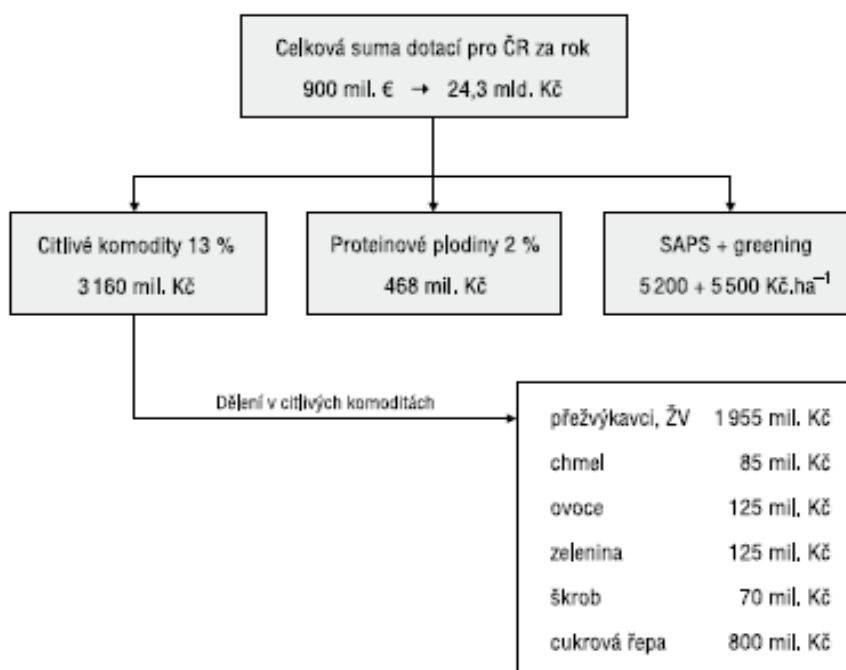 Celková suma dotací pro ČR za rok
900 mil. € → 24,3 mld. Kč
Citlivé komodity 13 %
3 160 mil. Kč
Proteinové plodiny 2 %
468 mil. Kč
SAPS + greening
5 200 + 5 500 Kč.ha⁻¹
Dělení v citlivých komoditách
přežvýkavci, ŽV 1 955 mil. Kč
chmel 85 mil. Kč
ovoce 125 mil. Kč
zelenina 125 mil. Kč
škrob 70 mil. Kč
cukrová řepa 800 mil. Kč